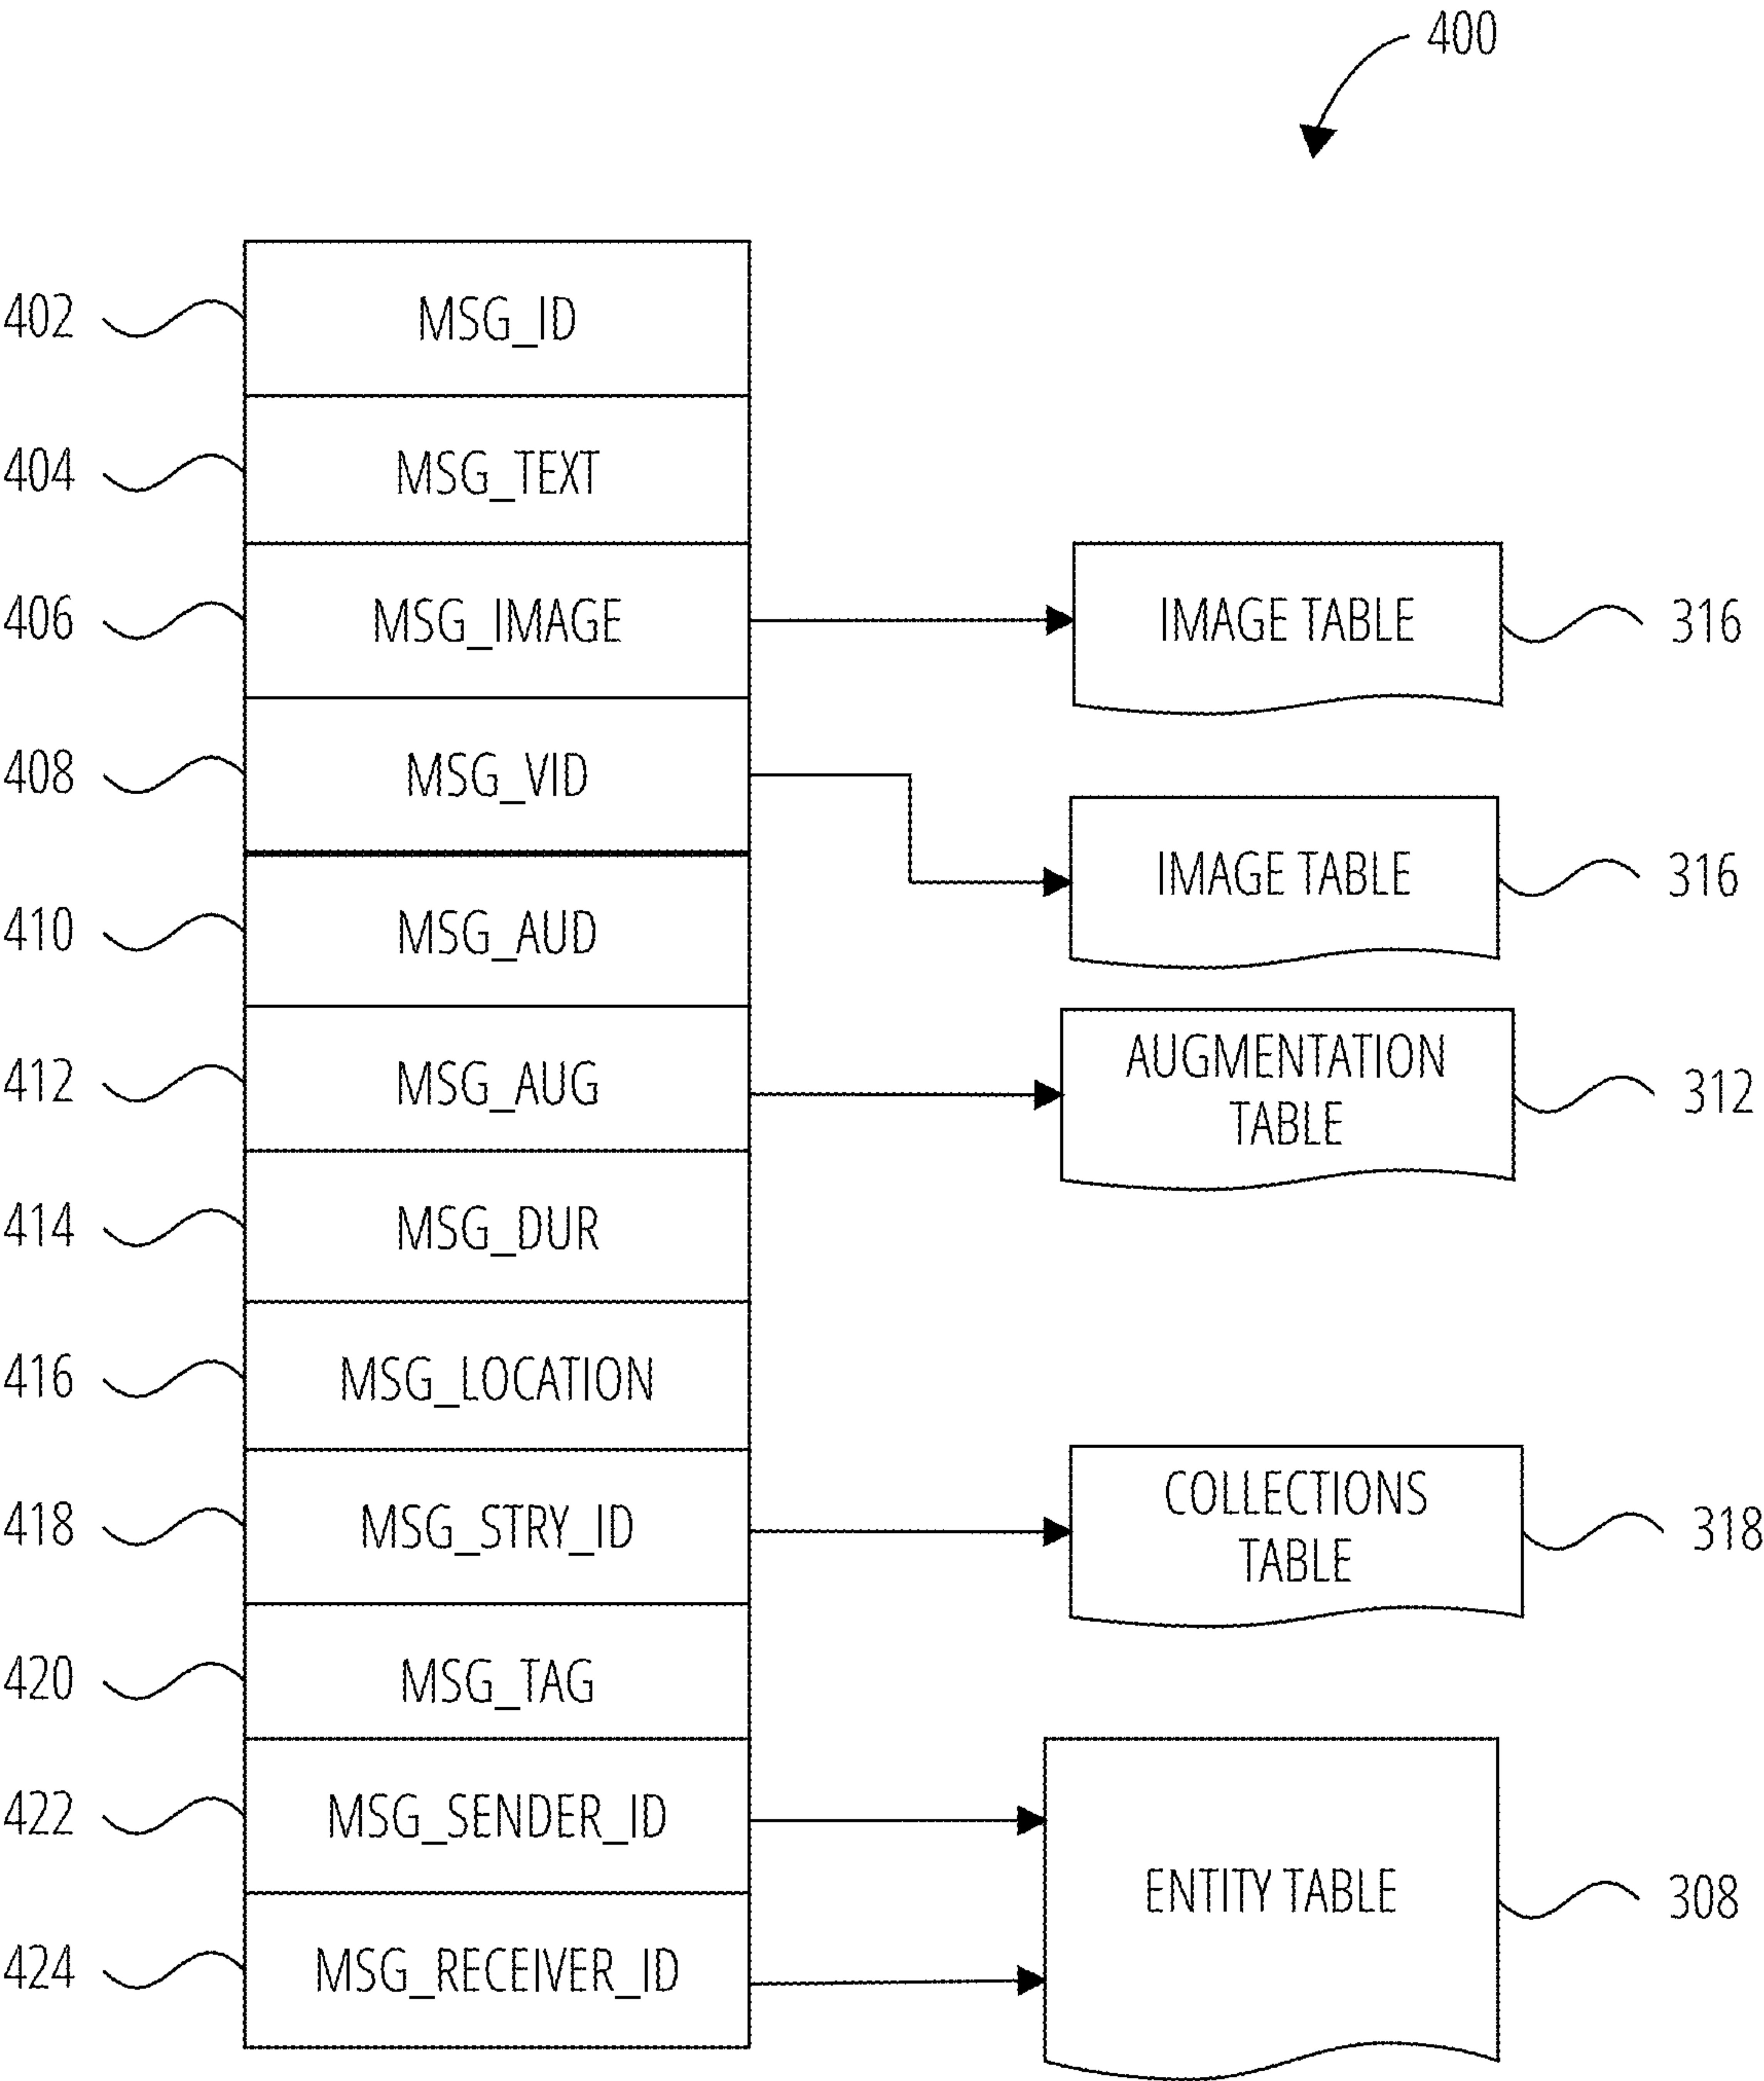 400
402 MSG_ID
404 MSG_TEXT
406 MSG_IMAGE IMAGE TABLE 316
408 MSG_VID IMAGE TABLE 316
410 MSG_AUD
412 MSG_AUG AUGMENTATION
TABLE 312
414 MSG_DUR
416 MSG_LOCATION
418 MSG_STRY_ID COLLECTIONS
TABLE 318
420 MSG_TAG
422 MSG_SENDER_ID
ENTITY TABLE 308
424 MSG_RECEIVER_ID